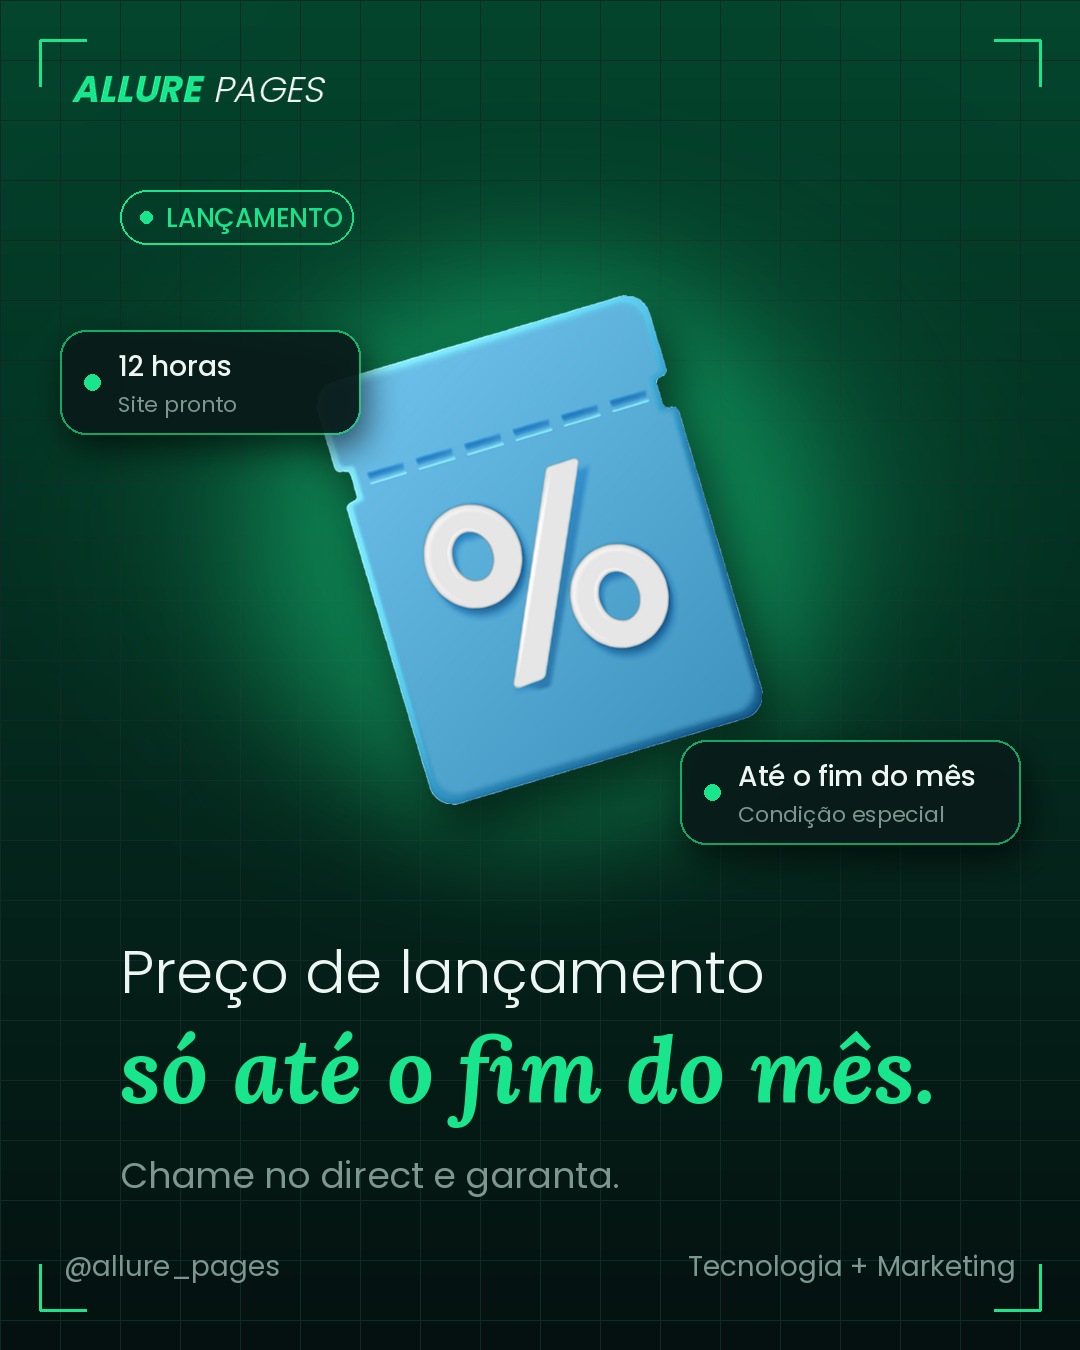 ALLURE PAGES
LANÇAMENTO
12 horas
Site pronto
%
Até o fim do mês
Condição especial
Preço de lançamento
só até o fim do mês.
Chame no direct e garanta.
@allure_pages
Tecnologia + Marketing